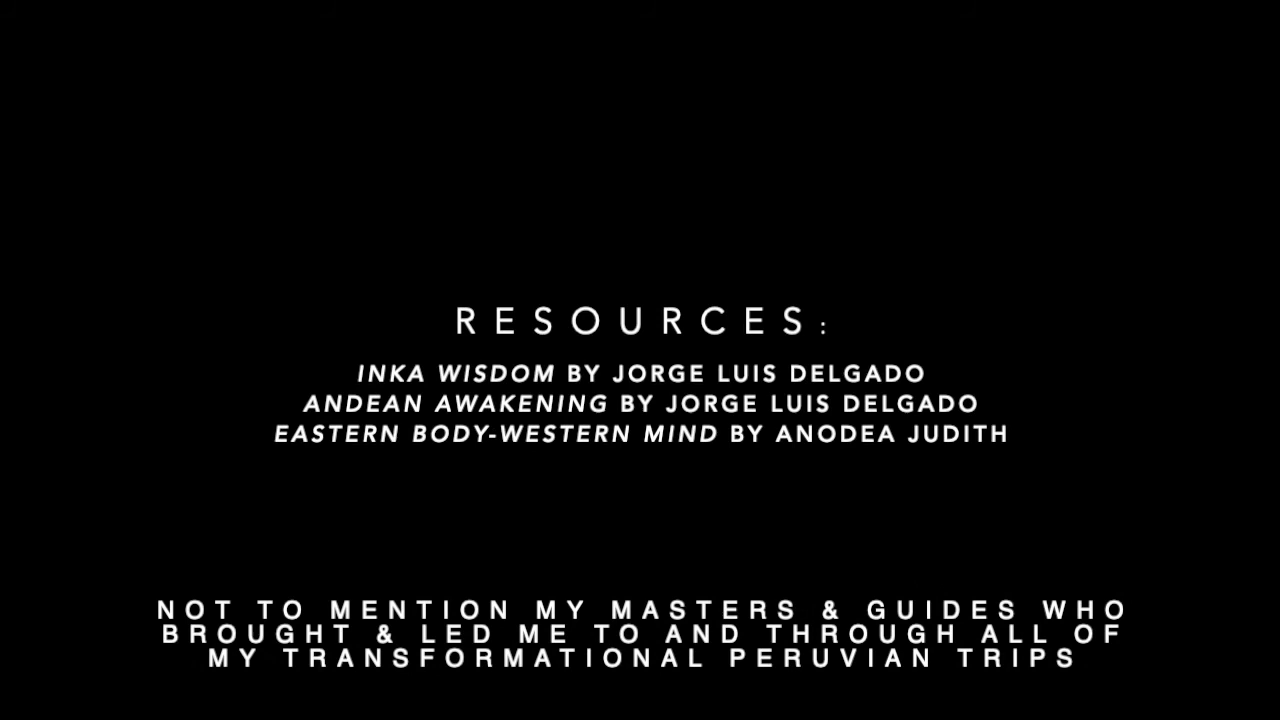 RESOURCES:
INKA WISDOM BY JORGE LUIS DELGADO
ANDEAN AWAKENING BY JORGE LUIS DELGADO
EASTERN BODY-WESTERN MIND BY ANODEA JUDITH
NOT TO MENTION MY MASTERS & GUIDES WHO
BROUGHT & LED ME TO AND THROUGH ALL OF
MY TRANSFORMATIONAL PERUVIAN TRIPS